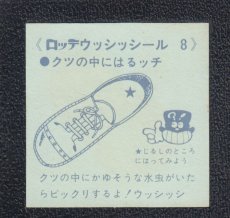 《 ロッテウッシッシール 8 》
●クツの中にはるッチ
★じるしのところ
にはってみよう
クツの中にかゆそうな水虫がいた
らビックリするよ！ウッシッシ